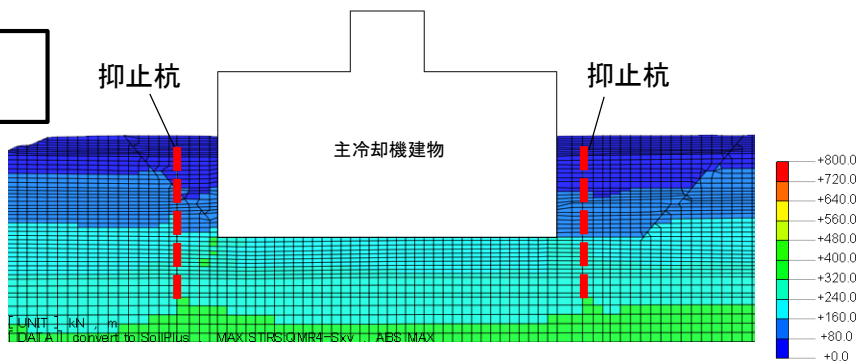 抑止杭
抑止杭
主冷却機建物
+800.0
+720.0
+640.0
+560.0
+480.0
+400.0
+320.0
+240.0
+160.0
+80.0
+0.0
[ UNIT ] kN , m
[ DATA ] convert to SoilPlus MAX STRS(QMR4-Sxy ABS MAX